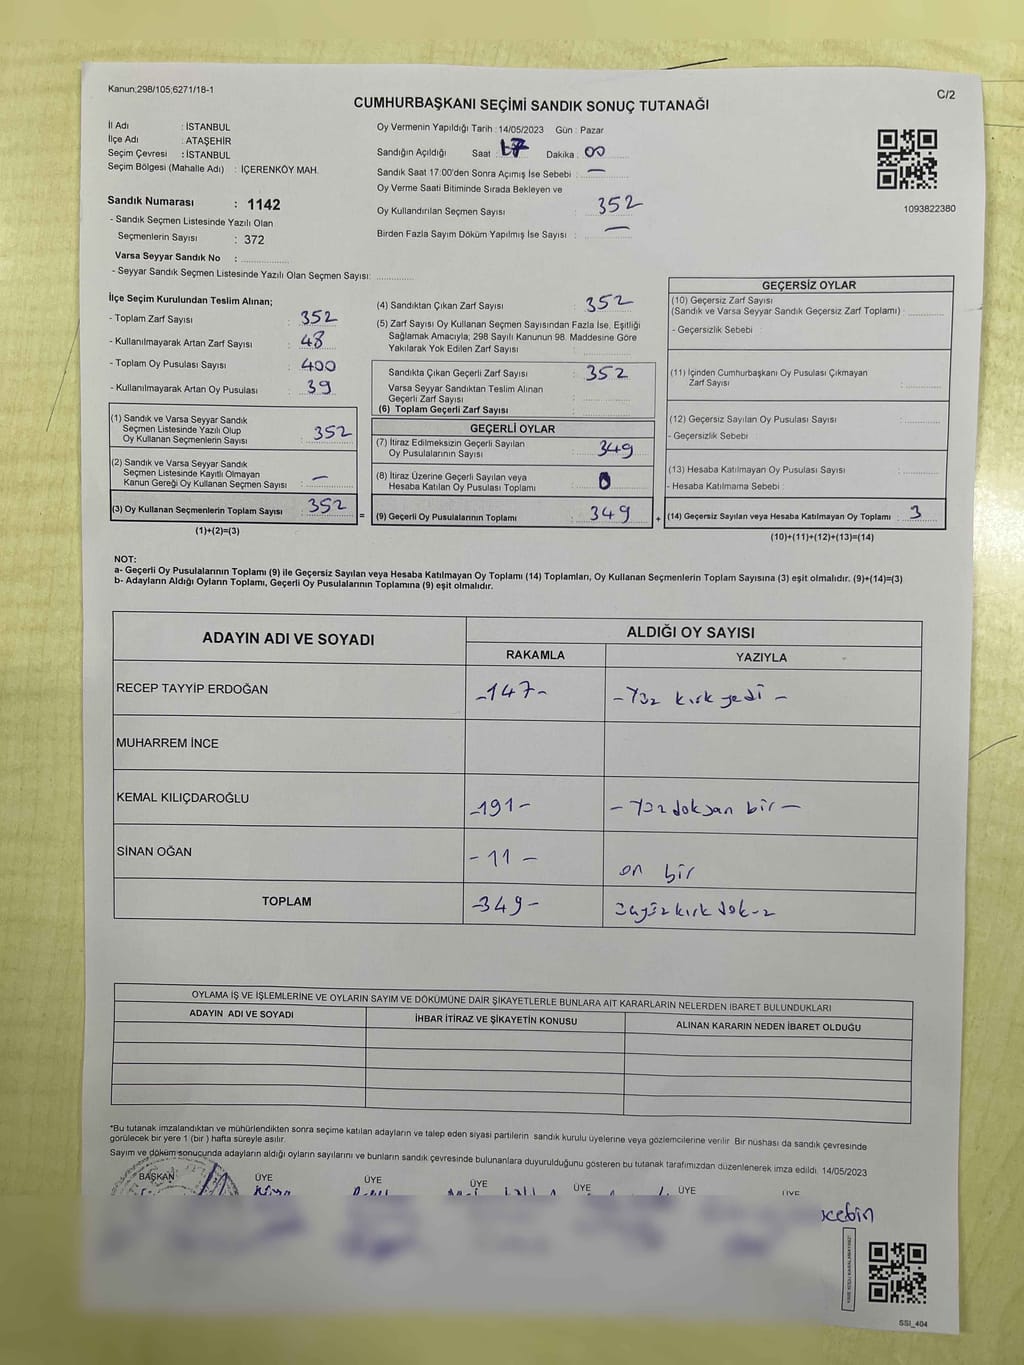 Kanun;298/105;6271/18-1
C/2
CUMHURBAŞKANI SEÇİMİ SANDIK SONUÇ TUTANAĞI
İl Adı : İSTANBUL
İlçe Adı : ATAŞEHİR
Seçim Çevresi : İSTANBUL
Seçim Bölgesi (Mahalle Adı) : İÇERENKÖY MAH.
Sandık Numarası : 1142
- Sandık Seçmen Listesinde Yazılı Olan
Seçmenlerin Sayısı : 372
Varsa Seyyar Sandık No :
- Seyyar Sandık Seçmen Listesinde Yazılı Olan Seçmen Sayısı:
Oy Vermenin Yapıldığı Tarih : 14/05/2023 Gün : Pazar
Sandığın Açıldığı Saat : 17 Dakika : 00
Sandık Saat 17:00'den Sonra Açımış İse Sebebi : —
Oy Verme Saati Bitiminde Sırada Bekleyen ve
Oy Kullandırılan Seçmen Sayısı : 352
Birden Fazla Sayım Döküm Yapılmış İse Sayısı : —
1093822380
İlçe Seçim Kurulundan Teslim Alınan;
- Toplam Zarf Sayısı : 352
- Kullanılmayarak Artan Zarf Sayısı : 48
- Toplam Oy Pusulası Sayısı : 400
- Kullanılmayarak Artan Oy Pusulası : 39
(1) Sandık ve Varsa Seyyar Sandık
Seçmen Listesinde Yazılı Olup
Oy Kullanan Seçmenlerin Sayısı : 352
(2) Sandık ve Varsa Seyyar Sandık
Seçmen Listesinde Kayıtlı Olmayan
Kanun Gereği Oy Kullanan Seçmen Sayısı : —
(3) Oy Kullanan Seçmenlerin Toplam Sayısı : 352
(1)+(2)=(3)
(4) Sandıktan Çıkan Zarf Sayısı : 352
(5) Zarf Sayısı Oy Kullanan Seçmen Sayısından Fazla İse, Eşitliği
Sağlamak Amacıyla; 298 Sayılı Kanunun 98. Maddesine Göre
Yakılarak Yok Edilen Zarf Sayısı :
Sandıkta Çıkan Geçerli Zarf Sayısı : 352
Varsa Seyyar Sandıktan Teslim Alınan
Geçerli Zarf Sayısı :
(6) Toplam Geçerli Zarf Sayısı :
GEÇERLİ OYLAR
(7) İtiraz Edilmeksizin Geçerli Sayılan
Oy Pusulalarının Sayısı : 349
(8) İtiraz Üzerine Geçerli Sayılan veya
Hesaba Katılan Oy Pusulası Toplamı : 0
= (9) Geçerli Oy Pusulalarının Toplamı : 349
GEÇERSİZ OYLAR
(10) Geçersiz Zarf Sayısı
(Sandık ve Varsa Seyyar Sandık Geçersiz Zarf Toplamı) :
- Geçersizlik Sebebi :
(11) İçinden Cumhurbaşkanı Oy Pusulası Çıkmayan
Zarf Sayısı :
(12) Geçersiz Sayılan Oy Pusulası Sayısı :
- Geçersizlik Sebebi
(13) Hesaba Katılmayan Oy Pusulası Sayısı :
- Hesaba Katılmama Sebebi :
+ (14) Geçersiz Sayılan veya Hesaba Katılmayan Oy Toplamı : 3
(10)+(11)+(12)+(13)=(14)
NOT:
a- Geçerli Oy Pusulalarının Toplamı (9) ile Geçersiz Sayılan veya Hesaba Katılmayan Oy Toplamı (14) Toplamları, Oy Kullanan Seçmenlerin Toplam Sayısına (3) eşit olmalıdır. (9)+(14)=(3)
b- Adayların Aldığı Oyların Toplamı, Geçerli Oy Pusulalarının Toplamına (9) eşit olmalıdır.
ADAYIN ADI VE SOYADI
ALDIĞI OY SAYISI
RAKAMLA YAZIYLA
RECEP TAYYİP ERDOĞAN -147- -Yüz kırk yedi-
MUHARREM İNCE
KEMAL KILIÇDAROĞLU -191- -Yüz doksan bir-
SİNAN OĞAN -11- on bir
TOPLAM -349- üçyüz kırk dokuz
OYLAMA İŞ VE İŞLEMLERİNE VE OYLARIN SAYIM VE DÖKÜMÜNE DAİR ŞİKAYETLERLE BUNLARA AİT KARARLARIN NELERDEN İBARET BULUNDUKLARI
ADAYIN ADI VE SOYADI İHBAR İTİRAZ VE ŞİKAYETİN KONUSU ALINAN KARARIN NEDEN İBARET OLDUĞU
*Bu tutanak imzalandıktan ve mühürlendikten sonra seçime katılan adayların ve talep eden siyasi partilerin sandık kurulu üyelerine veya gözlemcilerine verilir. Bir nüshası da sandık çevresinde
görülecek bir yere 1 (bir ) hafta süreyle asılır.
Sayım ve döküm sonucunda adayların aldığı oyların sayılarını ve bunların sandık çevresinde bulunanlara duyurulduğunu gösteren bu tutanak tarafımızdan düzenlenerek imza edildi. 14/05/2023
BAŞKAN ÜYE ÜYE ÜYE ÜYE ÜYE ÜYE
SSI_404